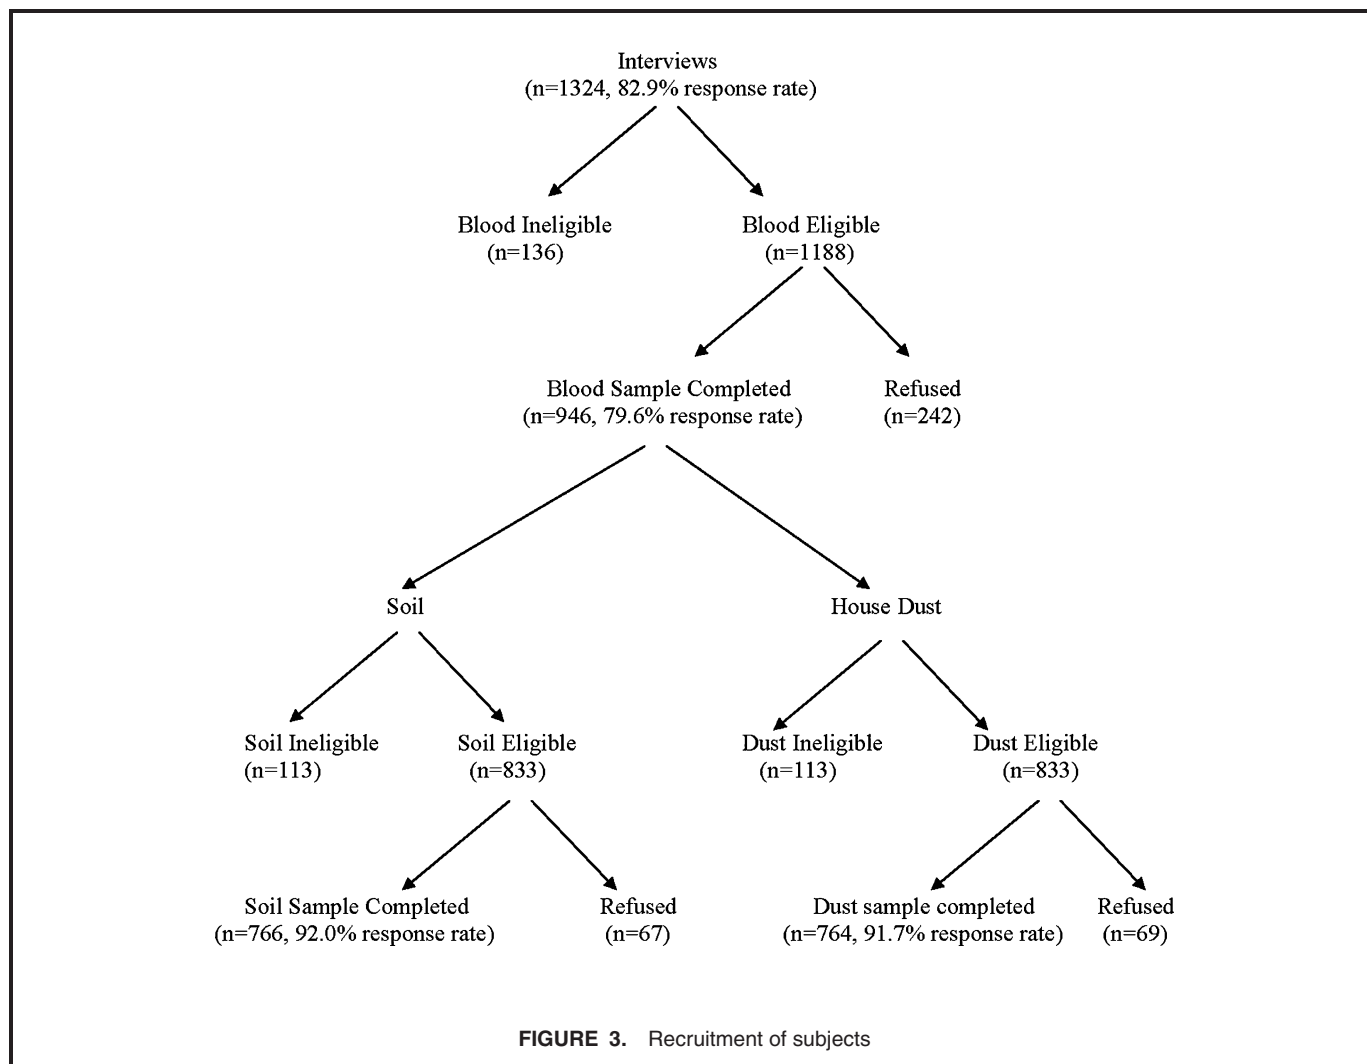 Interviews
(n=1324, 82.9% response rate)
Blood Ineligible
(n=136)
Blood Eligible
(n=1188)
Blood Sample Completed
(n=946, 79.6% response rate)
Refused
(n=242)
Soil
House Dust
Soil Ineligible
(n=113)
Soil Eligible
(n=833)
Dust Ineligible
(n=113)
Dust Eligible
(n=833)
Soil Sample Completed
(n=766, 92.0% response rate)
Refused
(n=67)
Dust sample completed
(n=764, 91.7% response rate)
Refused
(n=69)
FIGURE 3. Recruitment of subjects